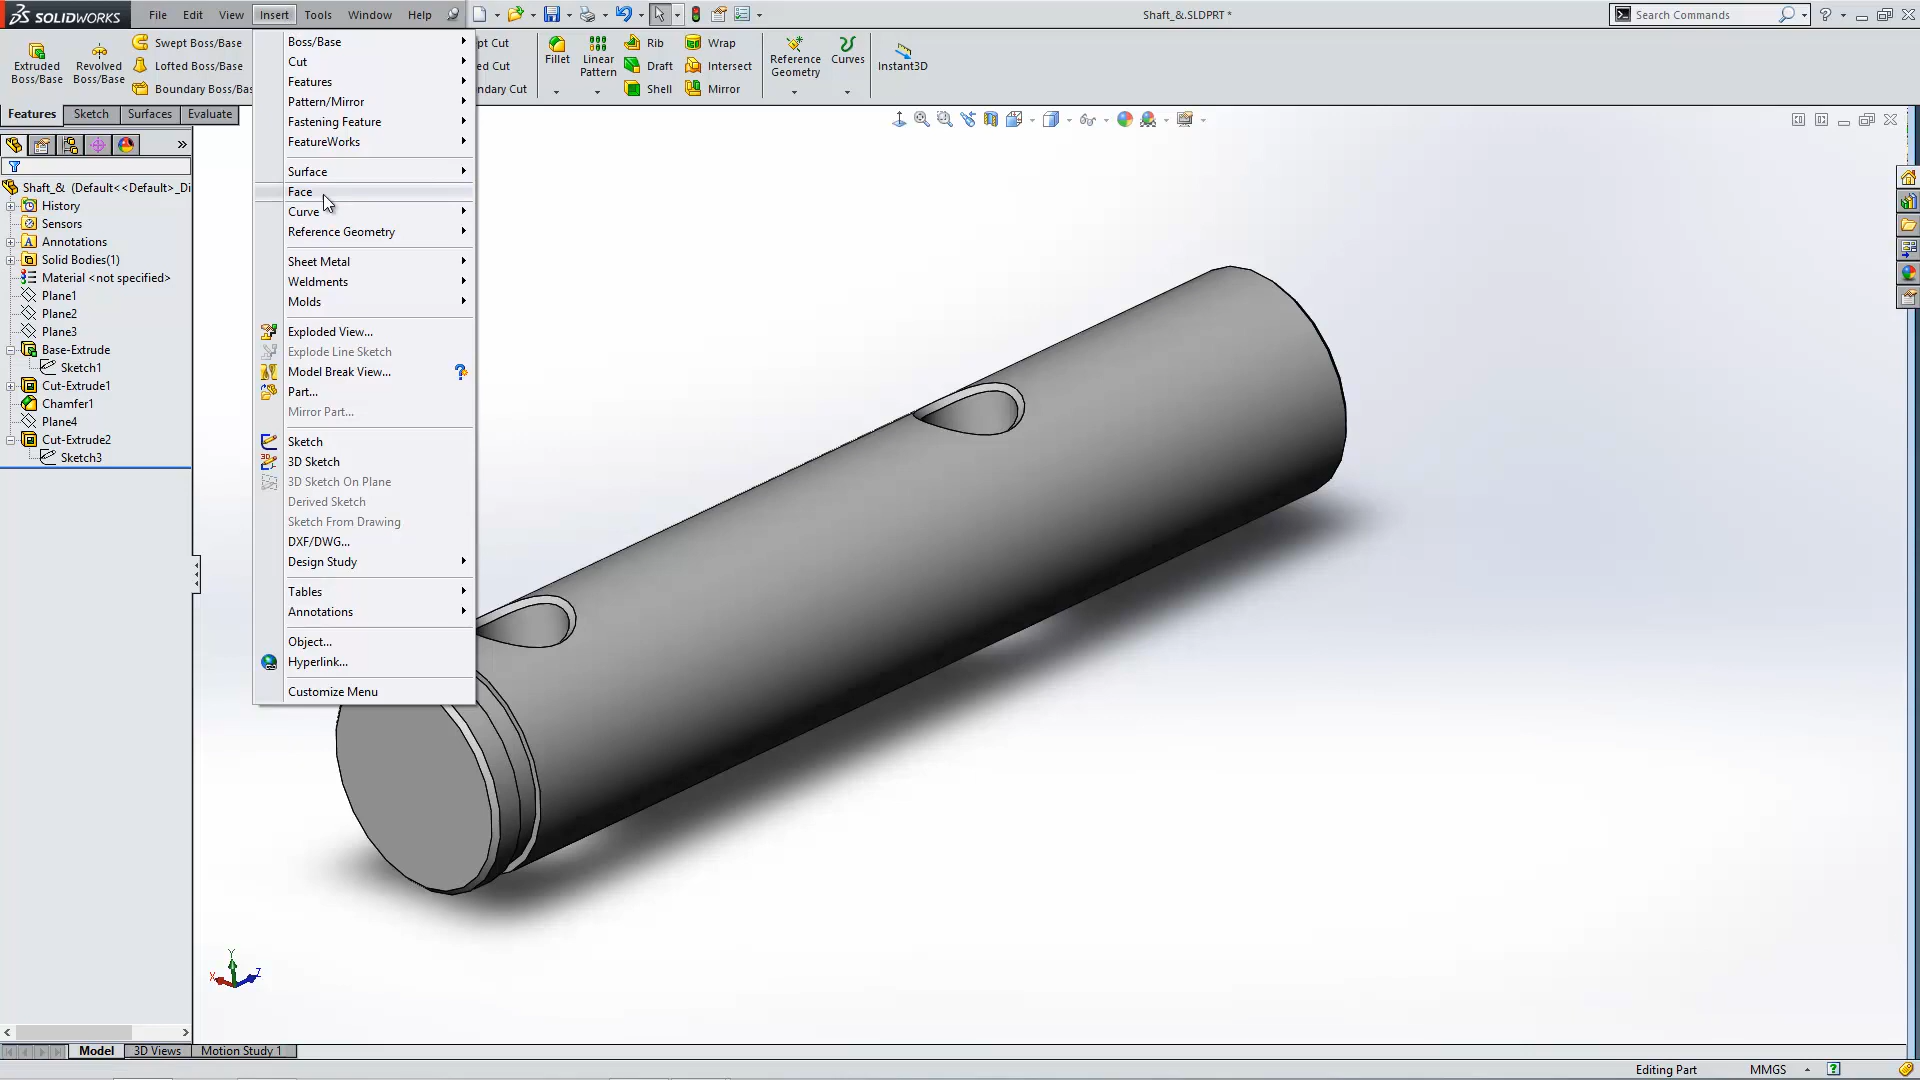 SOLIDWORKS
File Edit View Insert Tools Window Help
Shaft_&.SLDPRT *
Search Commands
Extruded Boss/Base
Revolved Boss/Base
Swept Boss/Base
Lofted Boss/Base
Boundary Boss/Bas
pt Cut
ed Cut
ndary Cut
Fillet
Linear Pattern
Rib
Draft
Shell
Wrap
Intersect
Mirror
Reference Geometry
Curves
Instant3D
Features Sketch Surfaces Evaluate
Shaft_& (Default<<Default>_Di
History
Sensors
Annotations
Solid Bodies(1)
Material <not specified>
Plane1
Plane2
Plane3
Base-Extrude
Sketch1
Cut-Extrude1
Chamfer1
Plane4
Cut-Extrude2
Sketch3
Boss/Base
Cut
Features
Pattern/Mirror
Fastening Feature
FeatureWorks
Surface
Face
Curve
Reference Geometry
Sheet Metal
Weldments
Molds
Exploded View...
Explode Line Sketch
Model Break View...
Part...
Mirror Part...
Sketch
3D Sketch
3D Sketch On Plane
Derived Sketch
Sketch From Drawing
DXF/DWG...
Design Study
Tables
Annotations
Object...
Hyperlink...
Customize Menu
Y
X
Z
Model 3D Views Motion Study 1
Editing Part MMGS